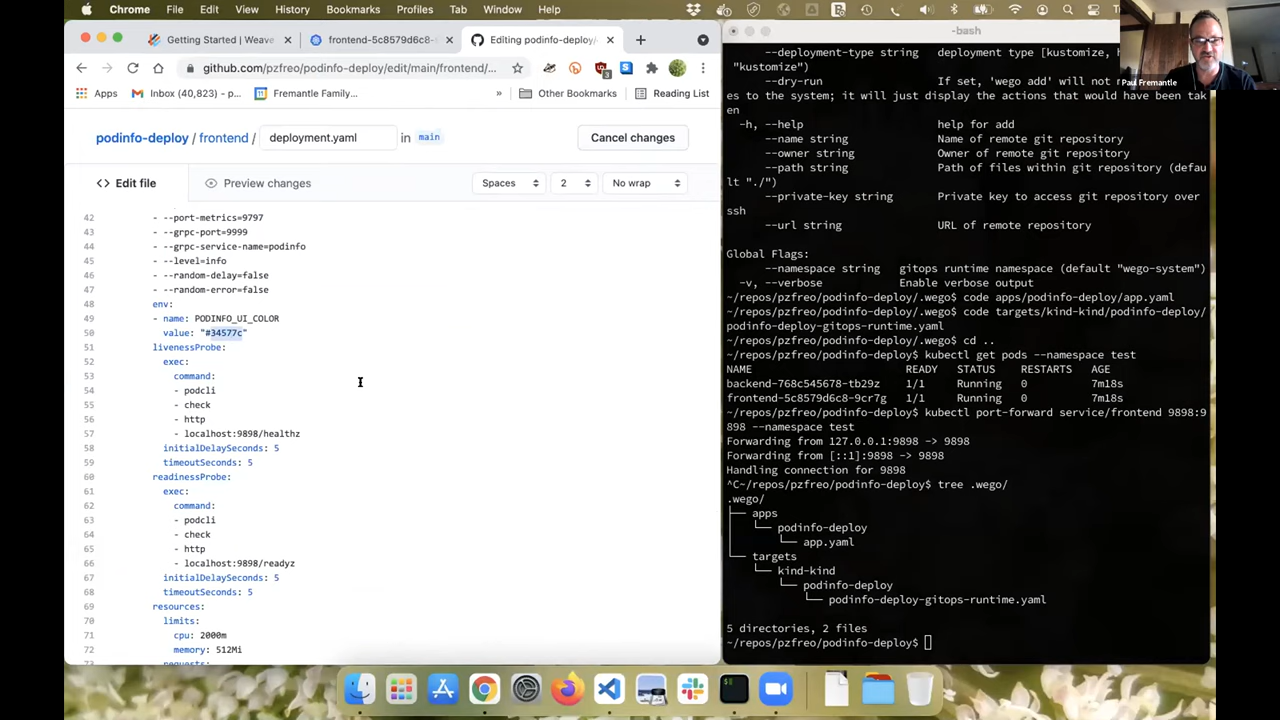 Chrome File Edit View History Bookmarks Profiles Tab Window Help
Getting Started | Weave
frontend-5c8579d6c8-
Editing podinfo-deploy/
github.com/pzfreo/podinfo-deploy/edit/main/frontend/...
Apps
Inbox (40,823) - p...
Fremantle Family...
»
Other Bookmarks
Reading List
podinfo-deploy / frontend / deployment.yaml in main
Cancel changes
<> Edit file
Preview changes
Spaces
2
No wrap
42 - --port-metrics=9797
43 - --grpc-port=9999
44 - --grpc-service-name=podinfo
45 - --level=info
46 - --random-delay=false
47 - --random-error=false
48 env:
49 - name: PODINFO_UI_COLOR
50 value: "#34577c"
51 livenessProbe:
52 exec:
53 command:
54 - podcli
55 - check
56 - http
57 - localhost:9898/healthz
58 initialDelaySeconds: 5
59 timeoutSeconds: 5
60 readinessProbe:
61 exec:
62 command:
63 - podcli
64 - check
65 - http
66 - localhost:9898/readyz
67 initialDelaySeconds: 5
68 timeoutSeconds: 5
69 resources:
70 limits:
71 cpu: 2000m
72 memory: 512Mi
73 requests:
-bash
--deployment-type string deployment type [kustomize, h
"kustomize")
--dry-run If set, 'wego add' will not r
es to the system; it will just display the actions that would have been tak
en
-h, --help help for add
--name string Name of remote git repository
--owner string Owner of remote git repository
--path string Path of files within git repository (defau
lt "./")
--private-key string Private key to access git repository over
ssh
--url string URL of remote repository
Global Flags:
--namespace string gitops runtime namespace (default "wego-system")
-v, --verbose Enable verbose output
~/repos/pzfreo/podinfo-deploy/.wego$ code apps/podinfo-deploy/app.yaml
~/repos/pzfreo/podinfo-deploy/.wego$ code targets/kind-kind/podinfo-deploy/
podinfo-deploy-gitops-runtime.yaml
~/repos/pzfreo/podinfo-deploy/.wego$ cd ..
~/repos/pzfreo/podinfo-deploy$ kubectl get pods --namespace test
NAME READY STATUS RESTARTS AGE
backend-768c545678-tb29z 1/1 Running 0 7m18s
frontend-5c8579d6c8-9cr7g 1/1 Running 0 7m18s
~/repos/pzfreo/podinfo-deploy$ kubectl port-forward service/frontend 9898:9
898 --namespace test
Forwarding from 127.0.0.1:9898 -> 9898
Forwarding from [::1]:9898 -> 9898
Handling connection for 9898
^C~/repos/pzfreo/podinfo-deploy$ tree .wego/
.wego/
├── apps
│ └── podinfo-deploy
│ └── app.yaml
└── targets
└── kind-kind
└── podinfo-deploy
└── podinfo-deploy-gitops-runtime.yaml
5 directories, 2 files
~/repos/pzfreo/podinfo-deploy$
Paul Fremantle